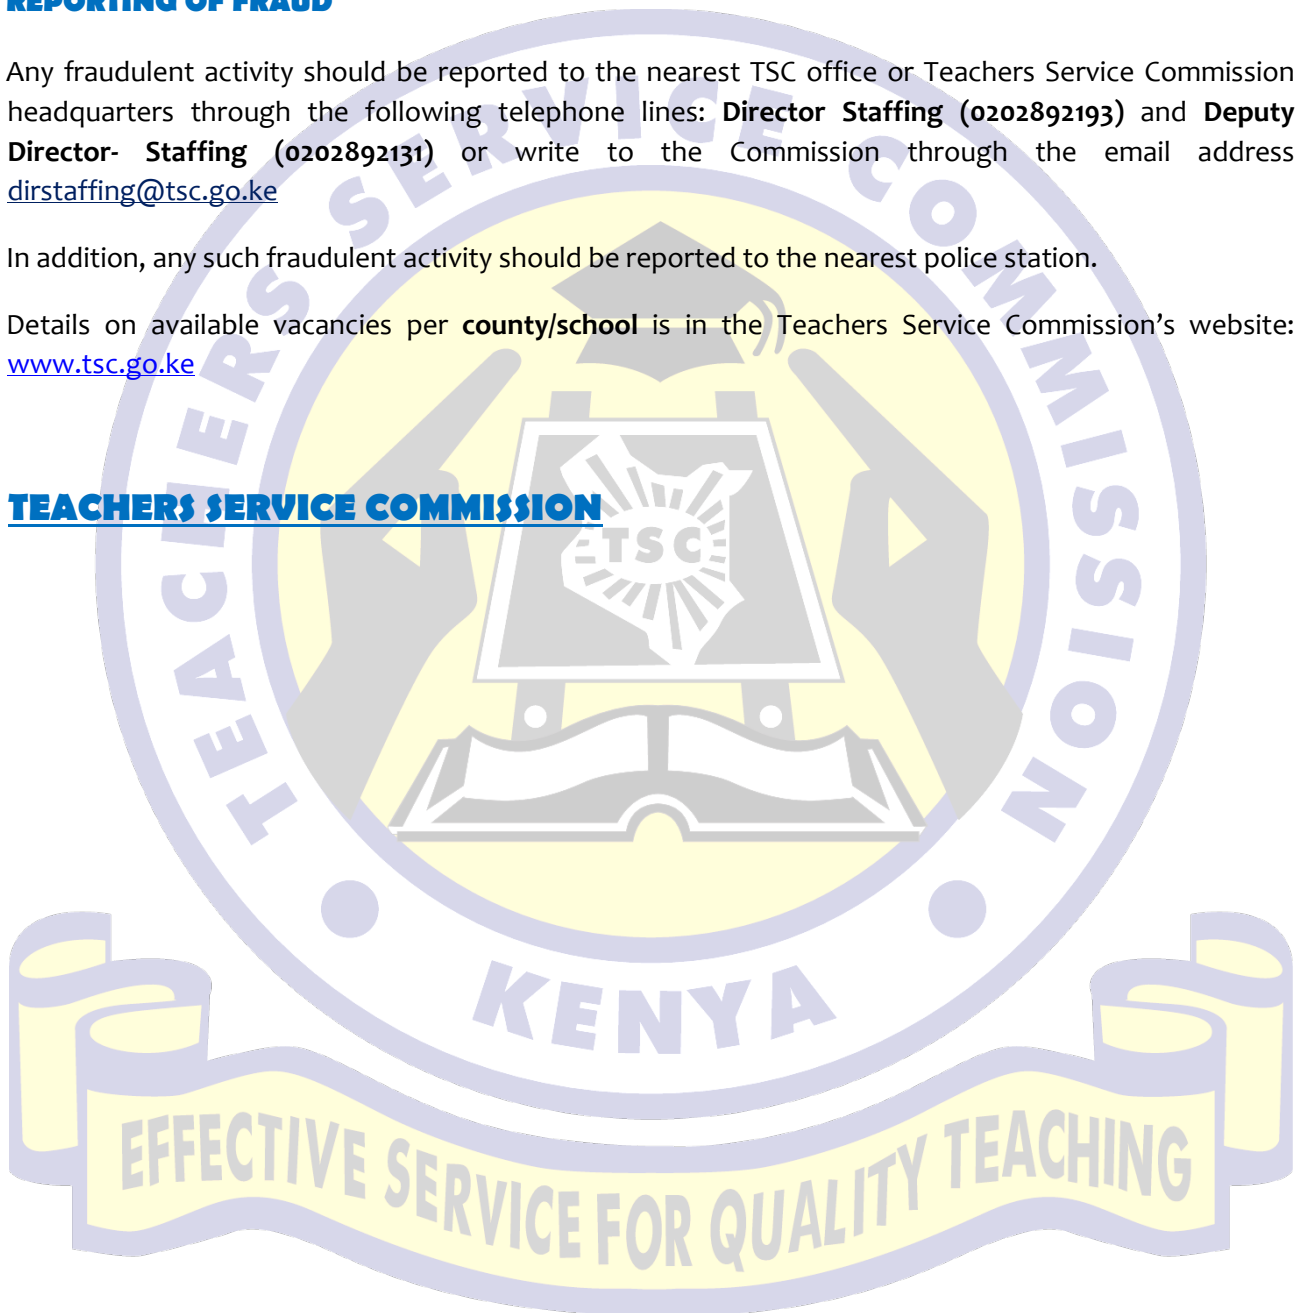 REPORTING OF FRAUD
Any fraudulent activity should be reported to the nearest TSC office or Teachers Service Commission
headquarters through the following telephone lines: Director Staffing (0202892193) and Deputy
Director- Staffing (0202892131) or write to the Commission through the email address
dirstaffing@tsc.go.ke
In addition, any such fraudulent activity should be reported to the nearest police station.
Details on available vacancies per county/school is in the Teachers Service Commission’s website:
www.tsc.go.ke
TEACHERS SERVICE COMMISSION
TEACHERS SERVICE COMMISSION
TSC
KENYA
EFFECTIVE SERVICE FOR QUALITY TEACHING